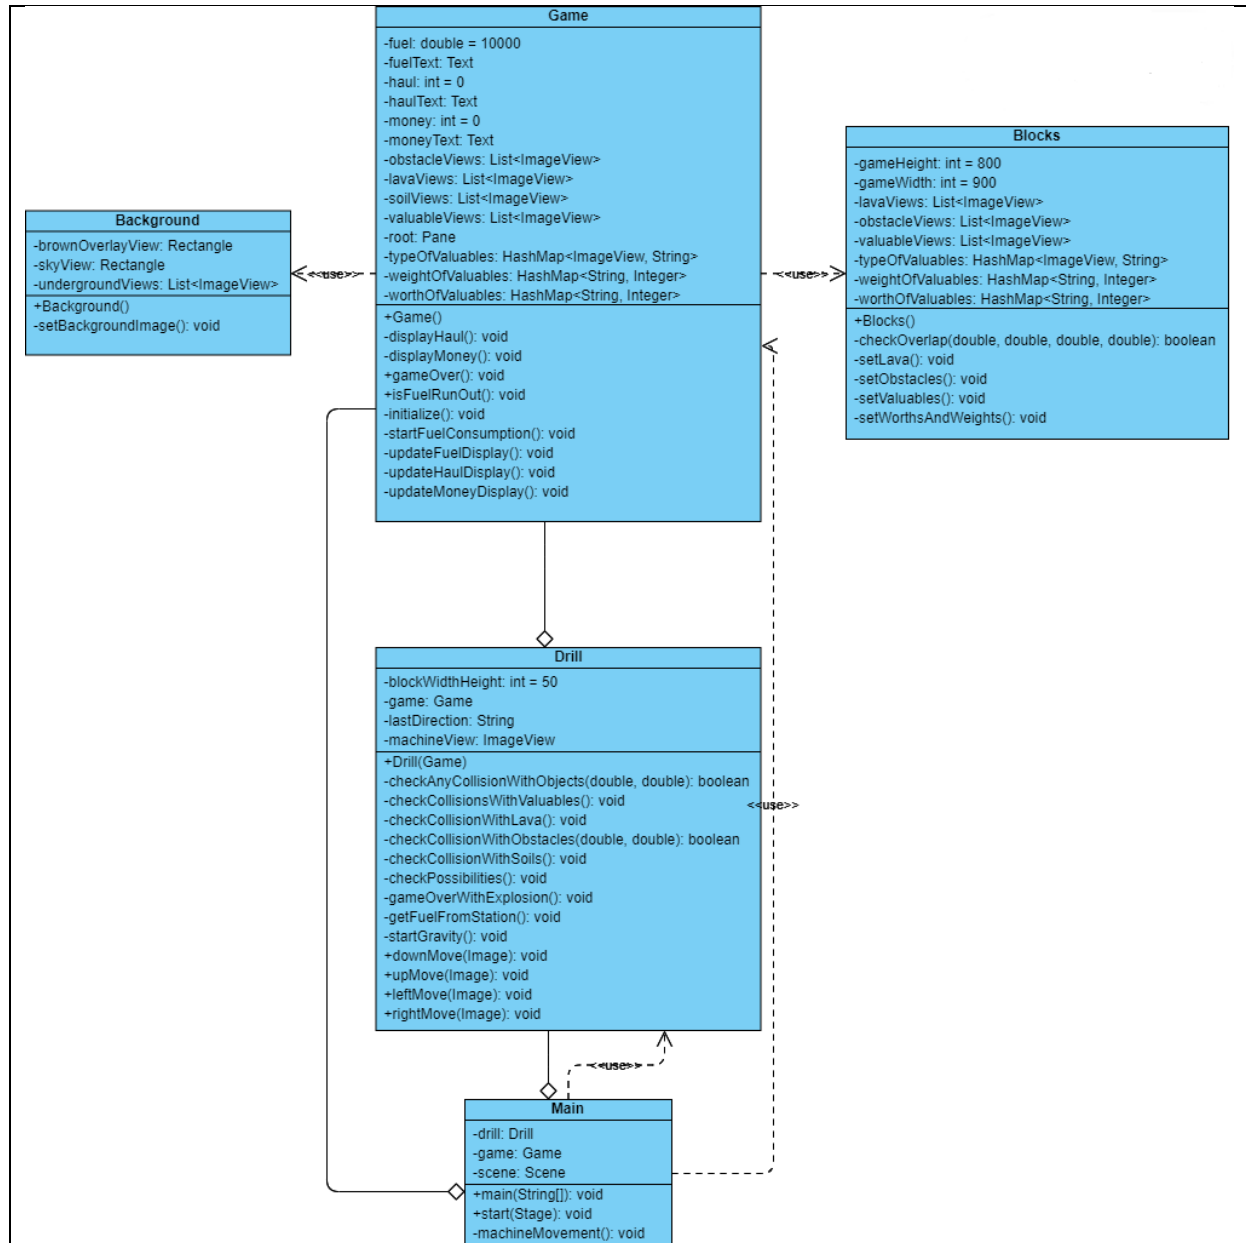 Game
-fuel: double = 10000
-fuelText: Text
-haul: int = 0
-haulText: Text
-money: int = 0
-moneyText: Text
-obstacleViews: List<ImageView>
-lavaViews: List<ImageView>
-soilViews: List<ImageView>
-valuableViews: List<ImageView>
-root: Pane
-typeOfValuables: HashMap<ImageView, String>
-weightOfValuables: HashMap<String, Integer>
-worthOfValuables: HashMap<String, Integer>
+Game()
-displayHaul(): void
-displayMoney(): void
+gameOver(): void
+isFuelRunOut(): void
-initialize(): void
-startFuelConsumption(): void
-updateFuelDisplay(): void
-updateHaulDisplay(): void
-updateMoneyDisplay(): void
Background
-brownOverlayView: Rectangle
-skyView: Rectangle
-undergroundViews: List<ImageView>
+Background()
-setBackgroundImage(): void
<<use>>
<<use>>
Blocks
-gameHeight: int = 800
-gameWidth: int = 900
-lavaViews: List<ImageView>
-obstacleViews: List<ImageView>
-valuableViews: List<ImageView>
-typeOfValuables: HashMap<ImageView, String>
-weightOfValuables: HashMap<String, Integer>
-worthOfValuables: HashMap<String, Integer>
+Blocks()
-checkOverlap(double, double, double, double): boolean
-setLava(): void
-setObstacles(): void
-setValuables(): void
-setWorthsAndWeights(): void
Drill
-blockWidthHeight: int = 50
-game: Game
-lastDirection: String
-machineView: ImageView
+Drill(Game)
-checkAnyCollisionWithObjects(double, double): boolean
-checkCollisionsWithValuables(): void
-checkCollisionWithLava(): void
-checkCollisionWithObstacles(double, double): boolean
-checkCollisionWithSoils(): void
-checkPossibilities(): void
-gameOverWithExplosion(): void
-getFuelFromStation(): void
-startGravity(): void
+downMove(Image): void
+upMove(Image): void
+leftMove(Image): void
+rightMove(Image): void
<<use>>
<<use>>
Main
-drill: Drill
-game: Game
-scene: Scene
+main(String[]): void
+start(Stage): void
-machineMovement(): void